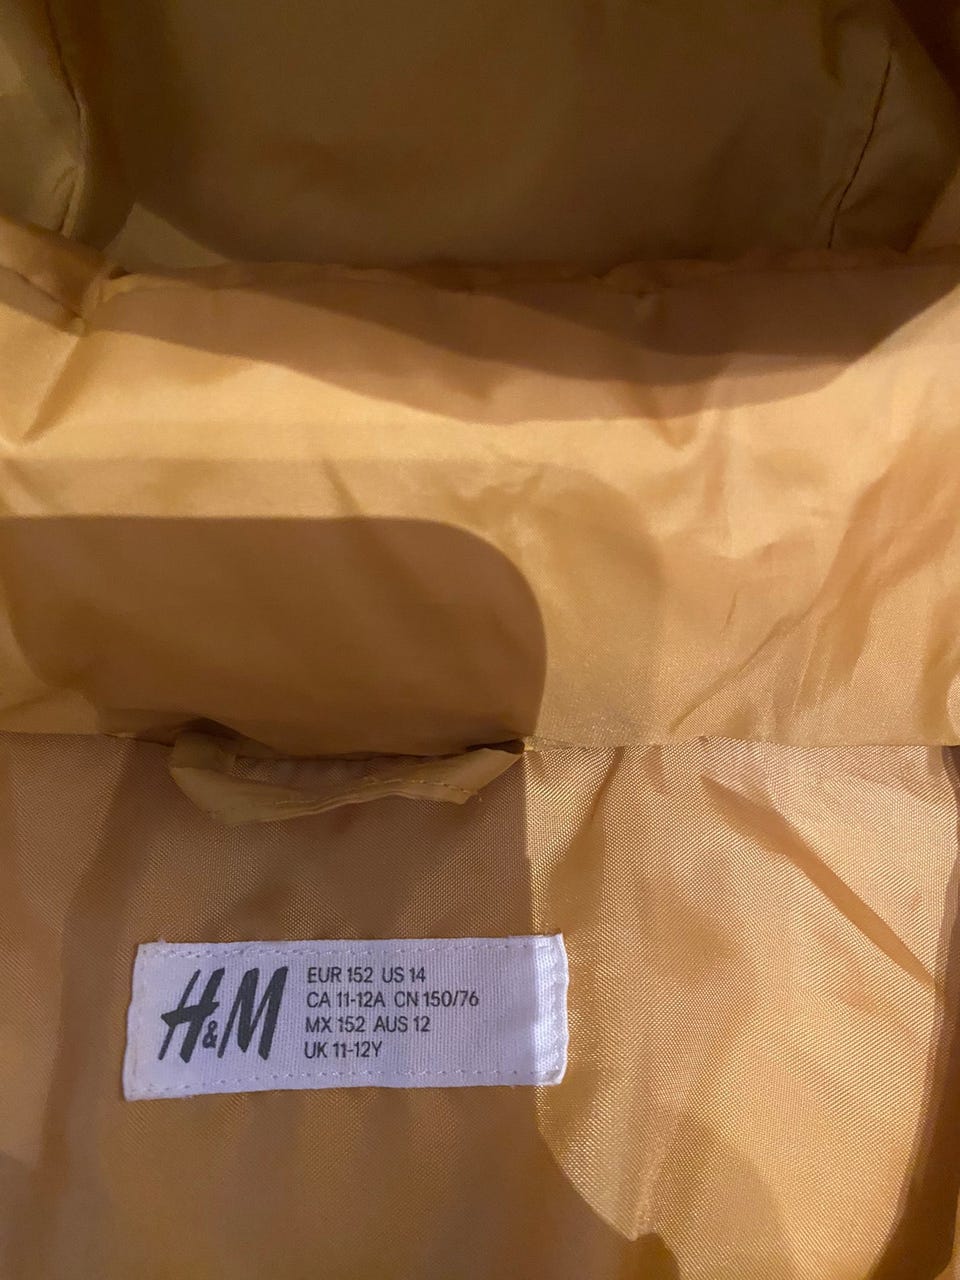 H&M
EUR 152 US 14
CA 11-12A CN 150/76
MX 152 AUS 12
UK 11-12Y